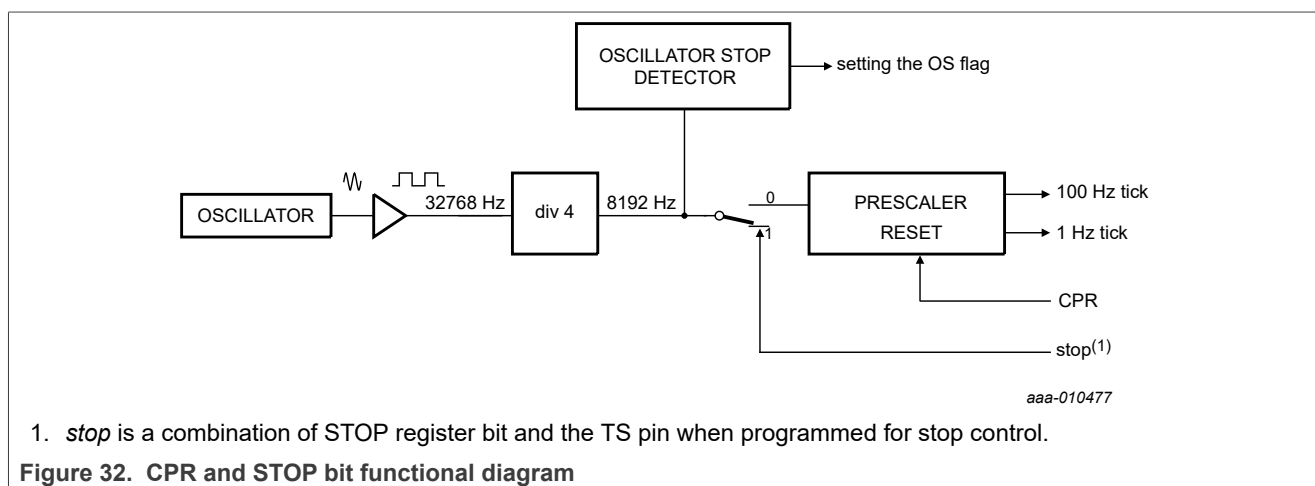 OSCILLATOR STOP
DETECTOR
setting the OS flag
OSCILLATOR
32768 Hz
div 4
8192 Hz
0
1
PRESCALER
RESET
100 Hz tick
1 Hz tick
CPR
stop(1)
aaa-010477
1. stop is a combination of STOP register bit and the TS pin when programmed for stop control.
Figure 32. CPR and STOP bit functional diagram